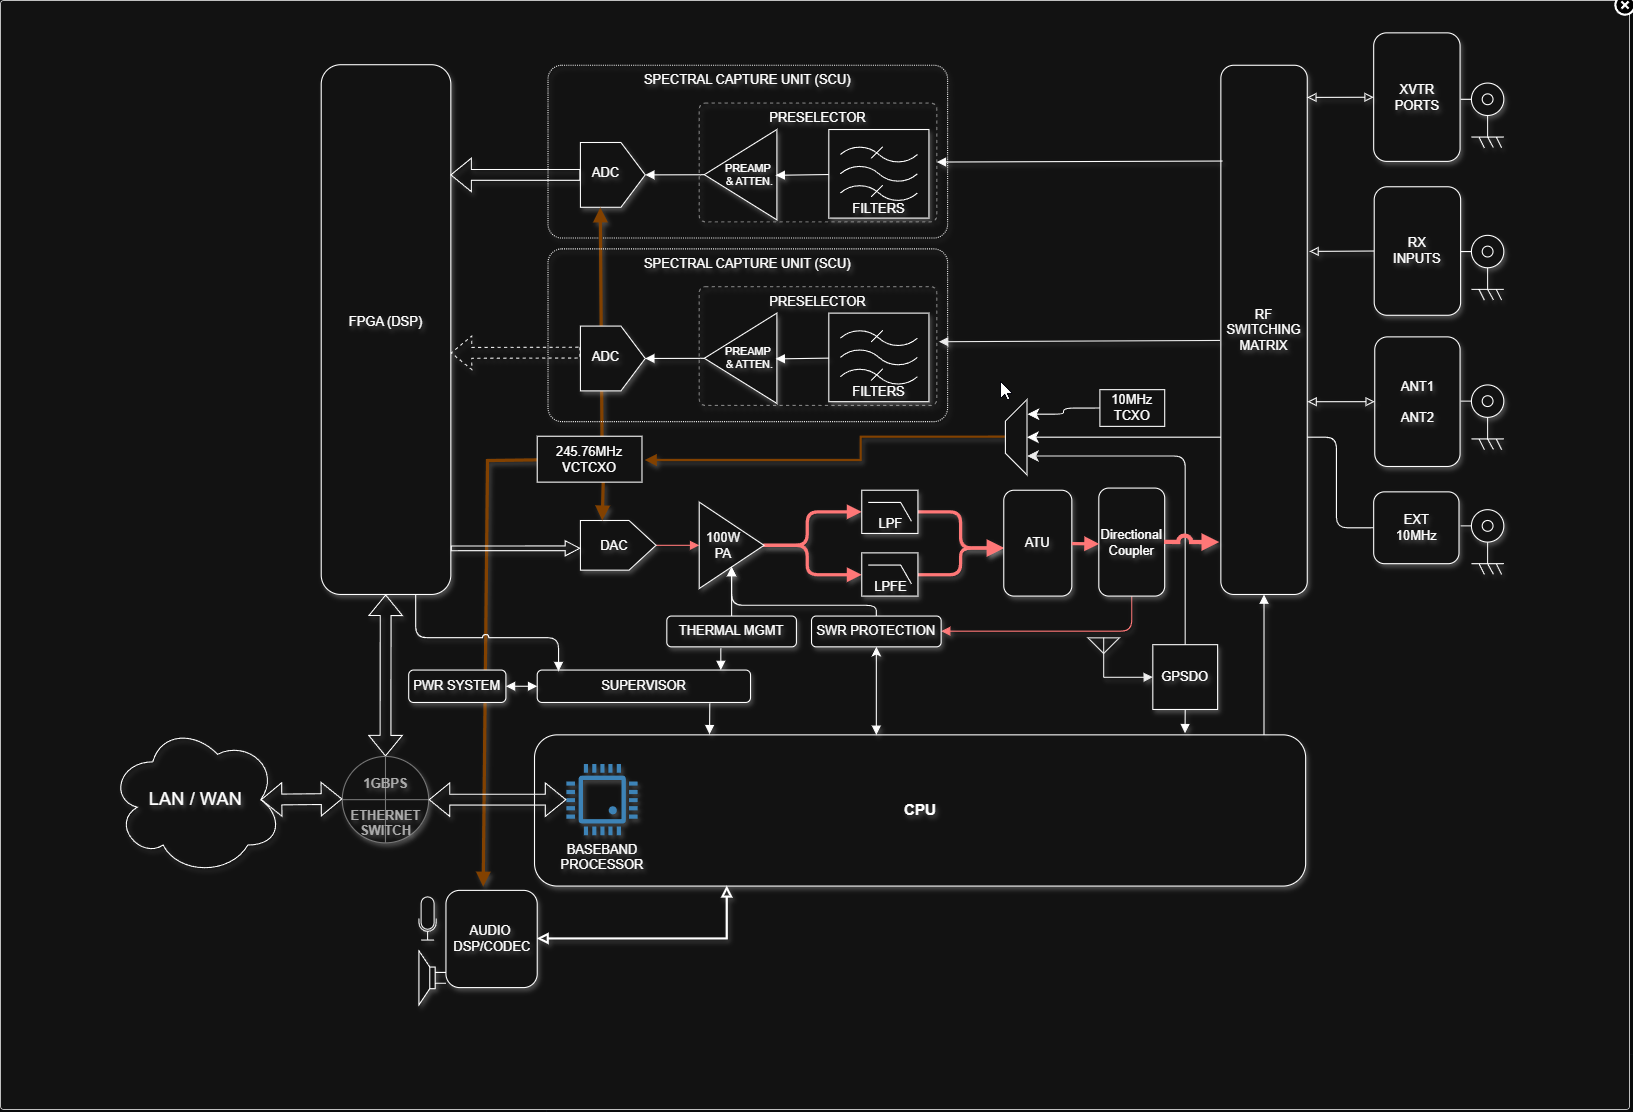 SPECTRAL CAPTURE UNIT (SCU)
PRESELECTOR
ADC
PREAMP
& ATTEN.
FILTERS
XVTR
PORTS
SPECTRAL CAPTURE UNIT (SCU)
PRESELECTOR
ADC
PREAMP
& ATTEN.
FILTERS
RX
INPUTS
FPGA (DSP)
RF
SWITCHING
MATRIX
ANT1
ANT2
10MHz
TCXO
245.76MHz
VCTCXO
EXT
10MHz
DAC
100W
PA
LPF
LPFE
ATU
Directional
Coupler
THERMAL MGMT
SWR PROTECTION
PWR SYSTEM
SUPERVISOR
GPSDO
LAN / WAN
1GBPS
ETHERNET
SWITCH
BASEBAND
PROCESSOR
CPU
AUDIO
DSP/CODEC